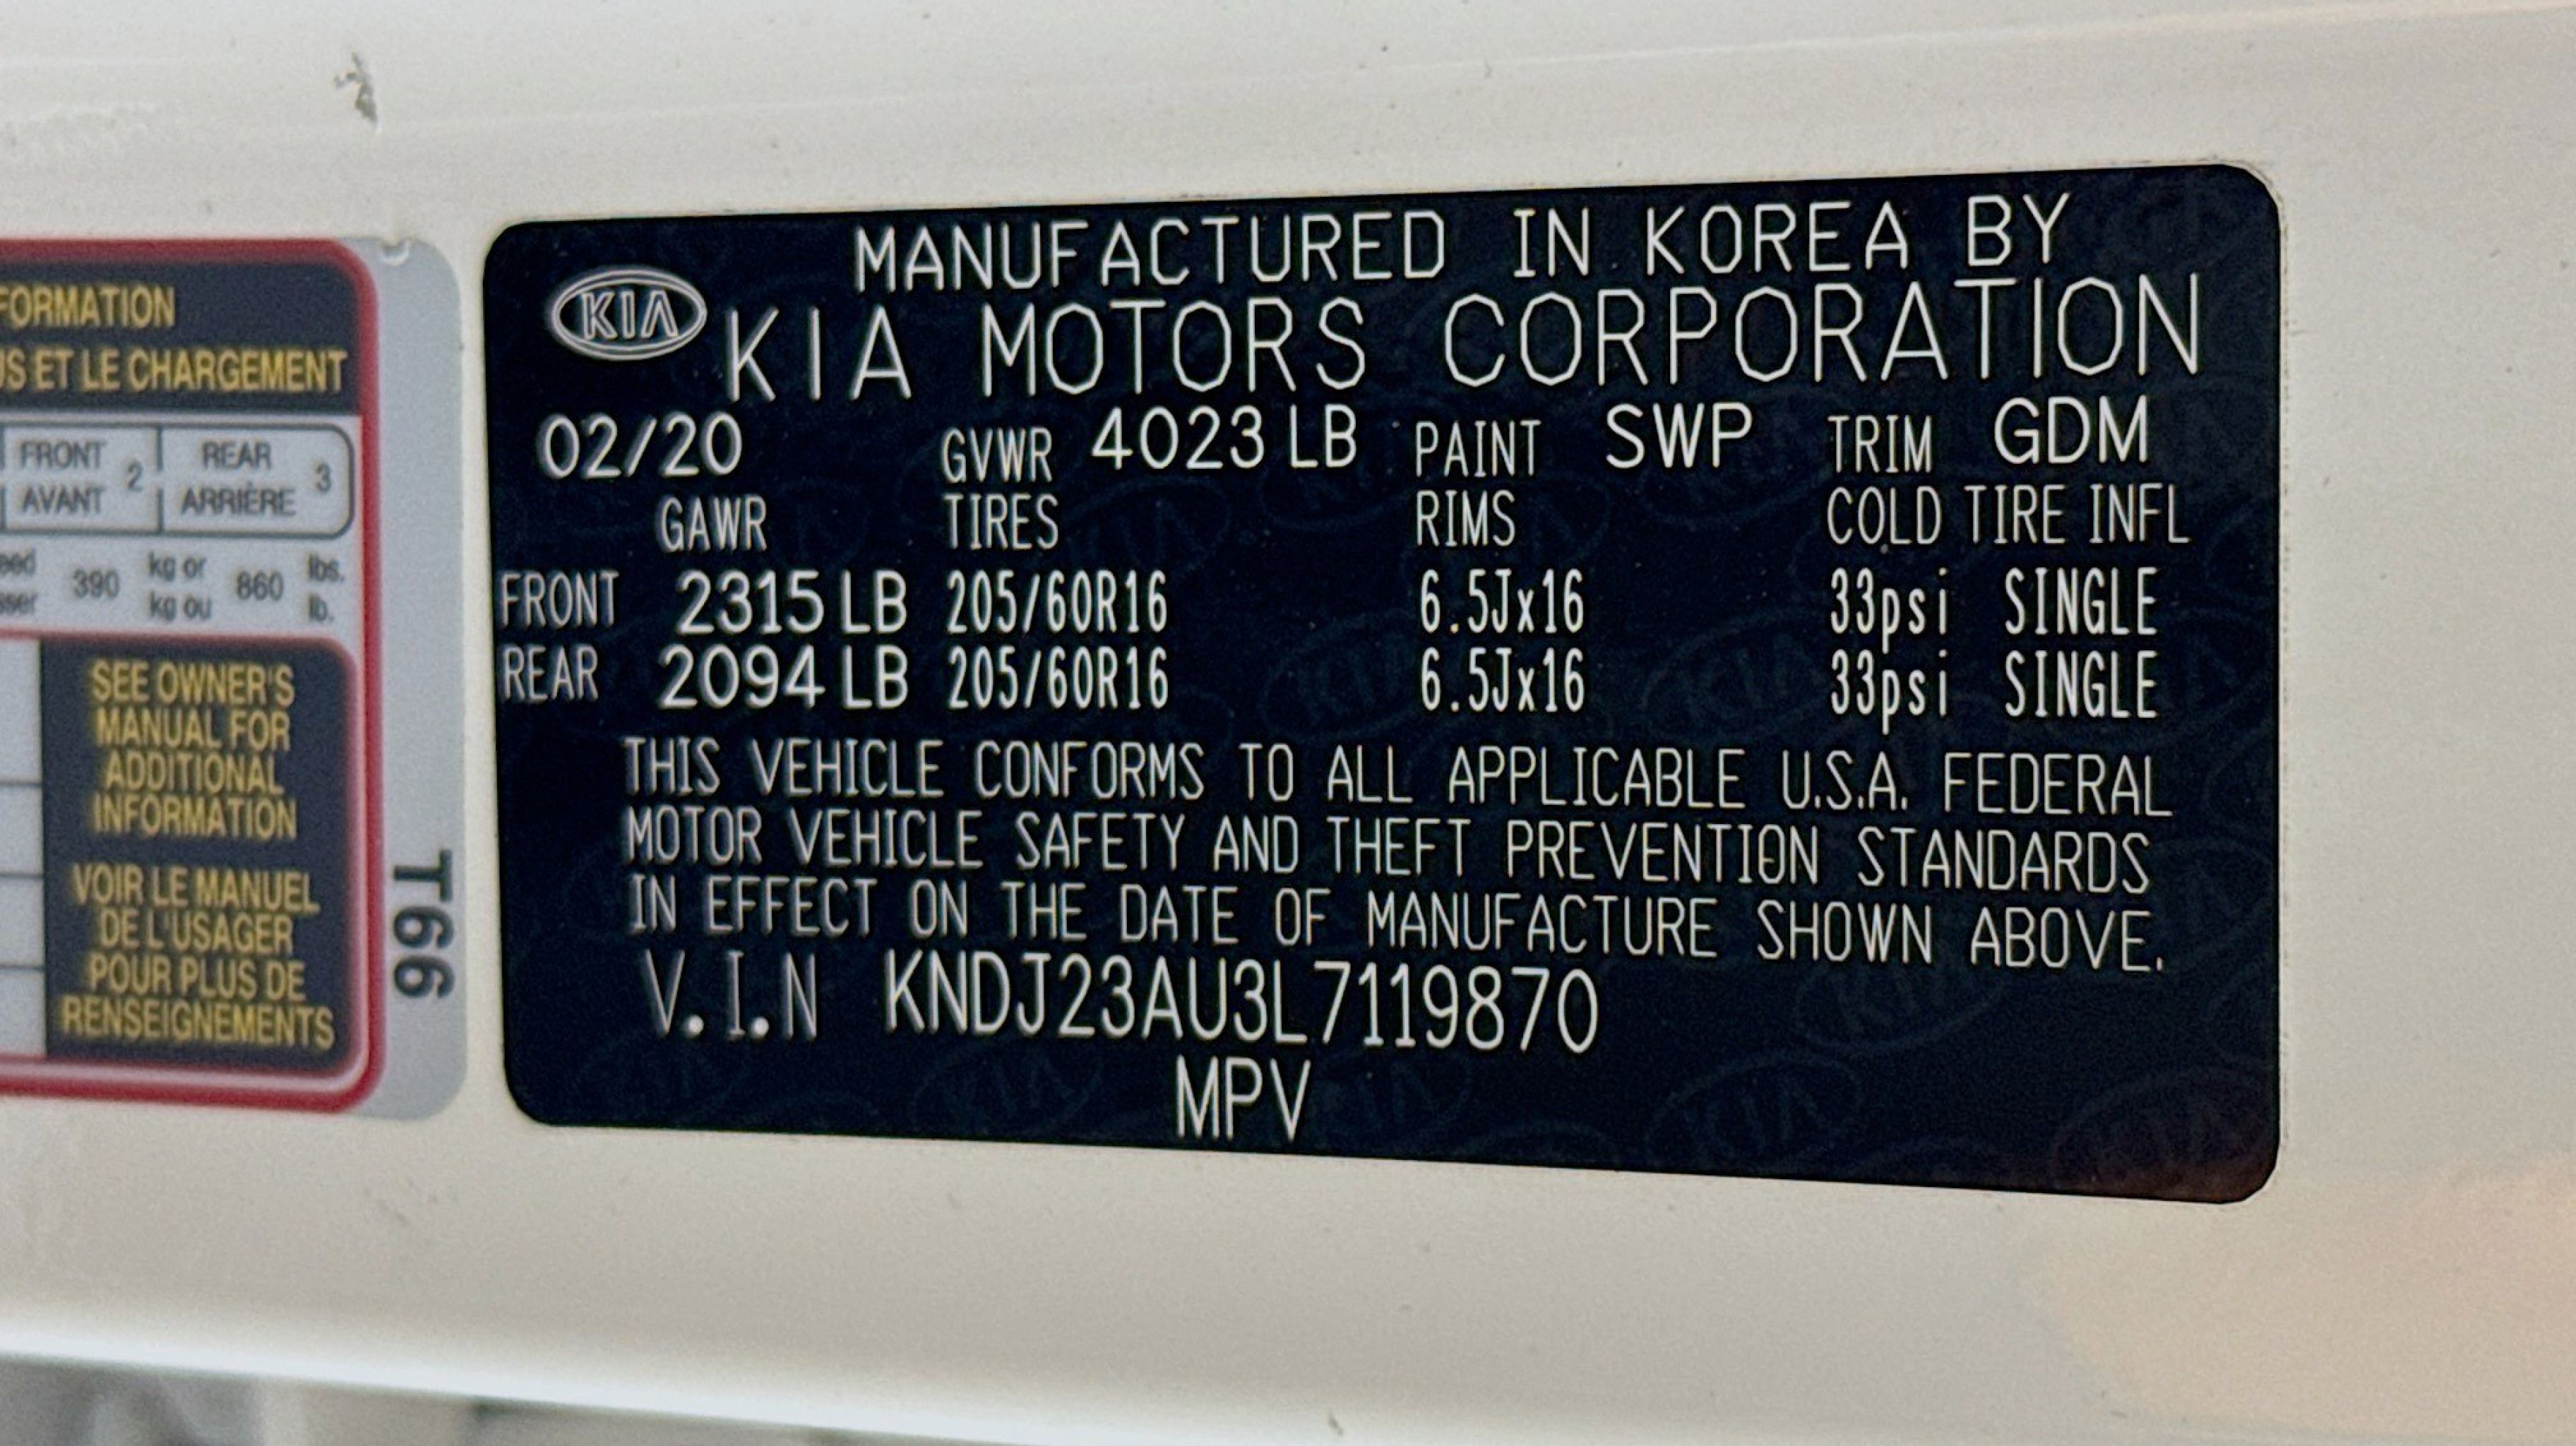 FORMATION
US ET LE CHARGEMENT
FRONT 2 REAR 3
AVANT ARRIÈRE
390 kg or 860 lbs.
kg ou lb.
SEE OWNER'S
MANUAL FOR
ADDITIONAL
INFORMATION
VOIR LE MANUEL
DE L'USAGER
POUR PLUS DE
RENSEIGNEMENTS
T66
MANUFACTURED IN KOREA BY
KIA KIA MOTORS CORPORATION
02/20 GVWR 4023 LB PAINT SWP TRIM GDM
GAWR TIRES RIMS COLD TIRE INFL
FRONT 2315 LB 205/60R16 6.5Jx16 33psi SINGLE
REAR 2094 LB 205/60R16 6.5Jx16 33psi SINGLE
THIS VEHICLE CONFORMS TO ALL APPLICABLE U.S.A. FEDERAL
MOTOR VEHICLE SAFETY AND THEFT PREVENTION STANDARDS
IN EFFECT ON THE DATE OF MANUFACTURE SHOWN ABOVE.
V.I.N KNDJ23AU3L7119870
MPV